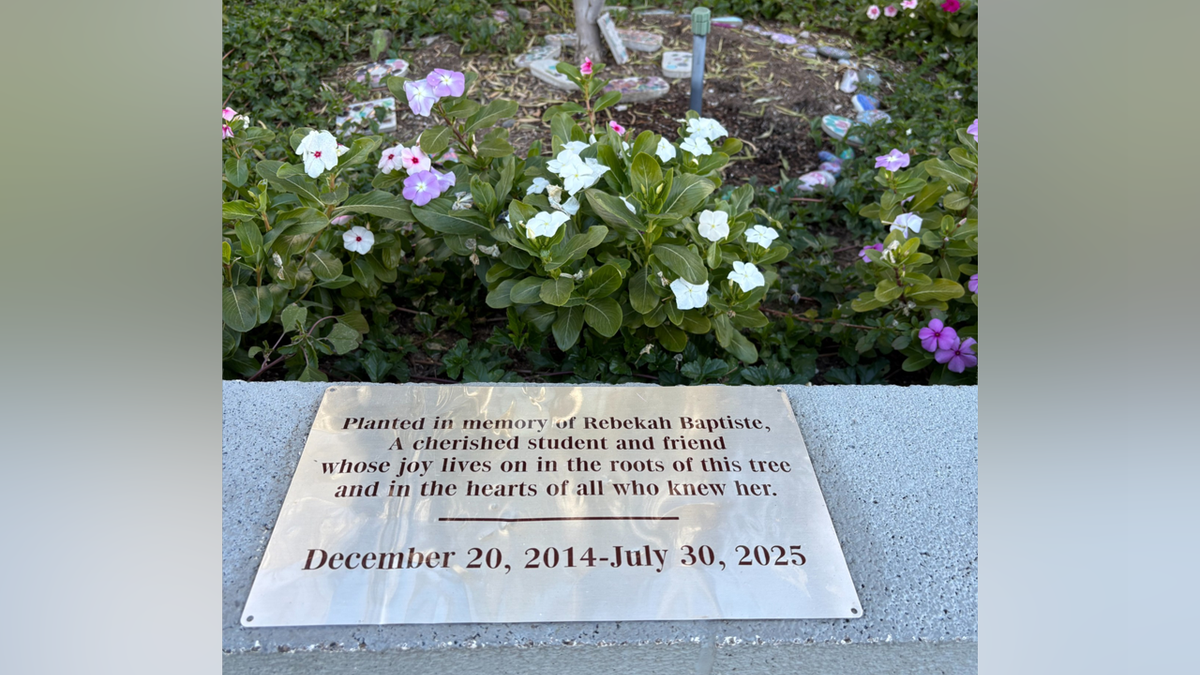 Planted in memory of Rebekah Baptiste,
A cherished student and friend
whose joy lives on in the roots of this tree
and in the hearts of all who knew her.
December 20, 2014-July 30, 2025